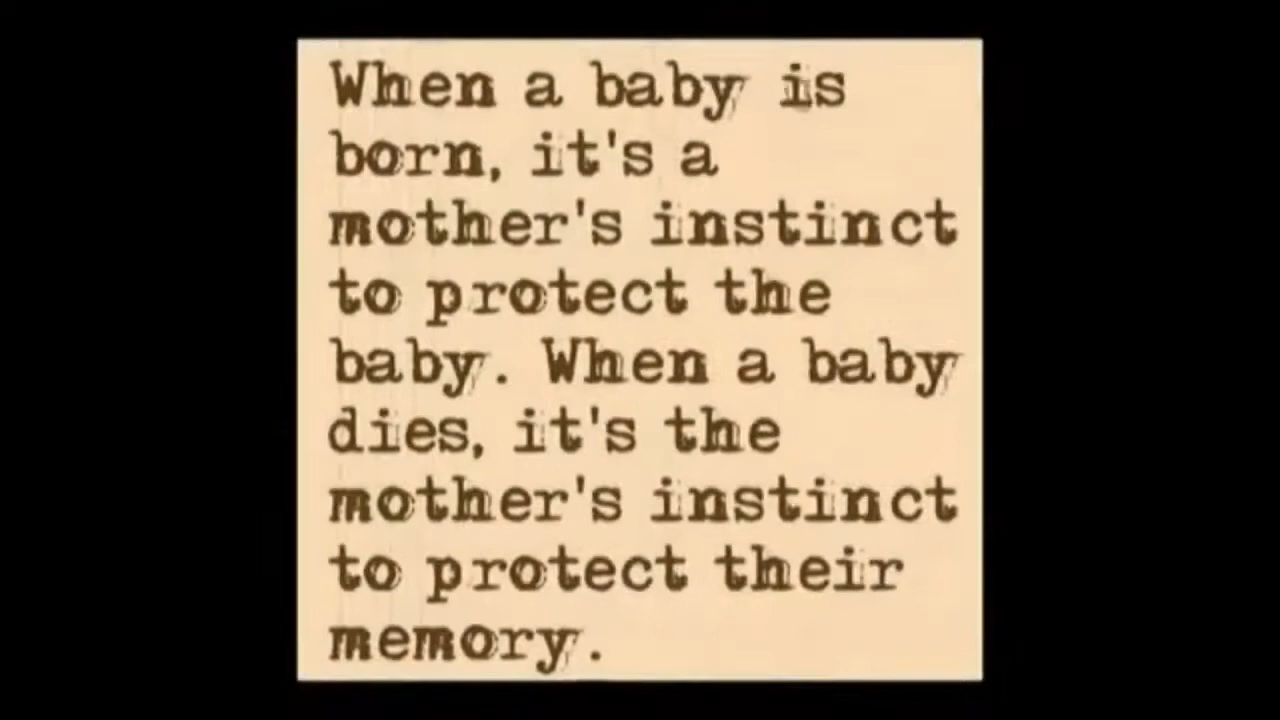 When a baby is
born, it's a
mother's instinct
to protect the
baby. When a baby
dies, it's the
mother's instinct
to protect their
memory.